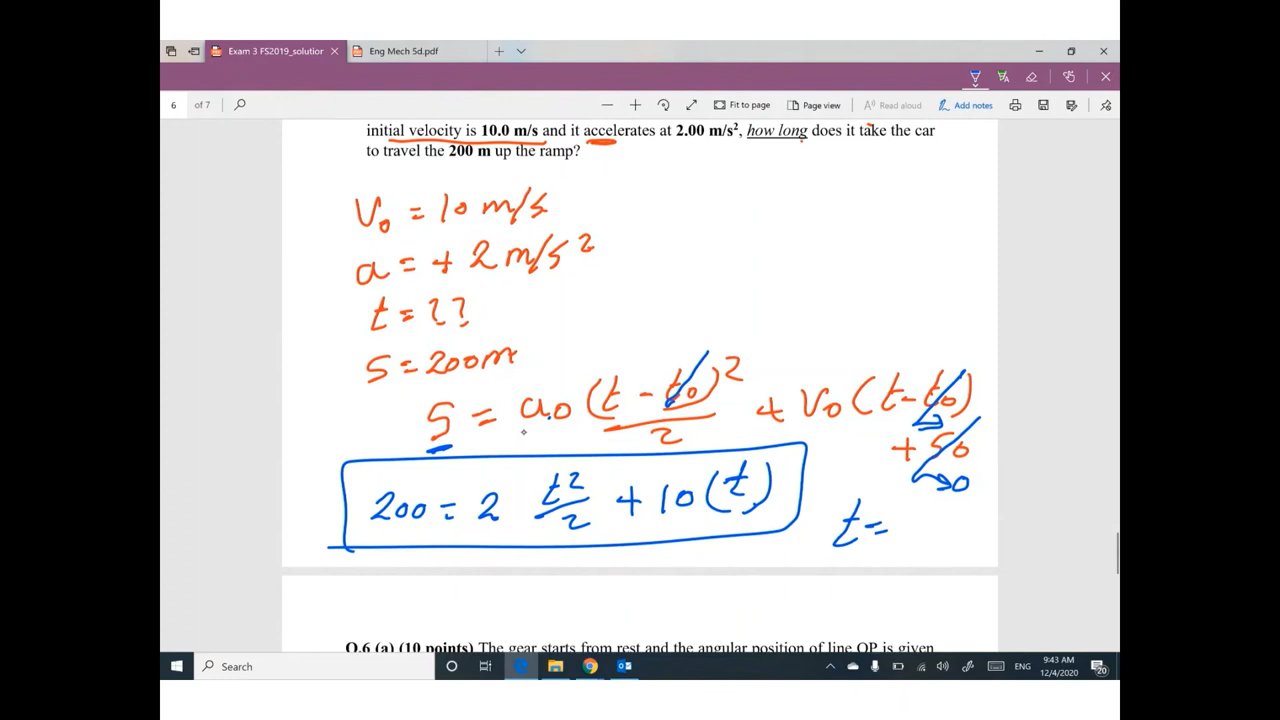 Exam 3 FS2019_solutior
Eng Mech 5d.pdf
6 of 7
Fit to page
Page view
Read aloud
Add notes
initial velocity is 10.0 m/s and it accelerates at 2.00 m/s², how long does it take the car
to travel the 200 m up the ramp?
V₀ = 10 m/s
a = + 2 m/s²
t = ??
S = 200m
S = a₀ (t - t₀)² / 2 + V₀ (t - t₀)
+ S₀
→ 0
200 = 2 t²/2 + 10 (t)
t =
Q.6 (a) (10 points) The gear starts from rest and the angular position of line OP is given
Search
ENG
9:43 AM
12/4/2020
20